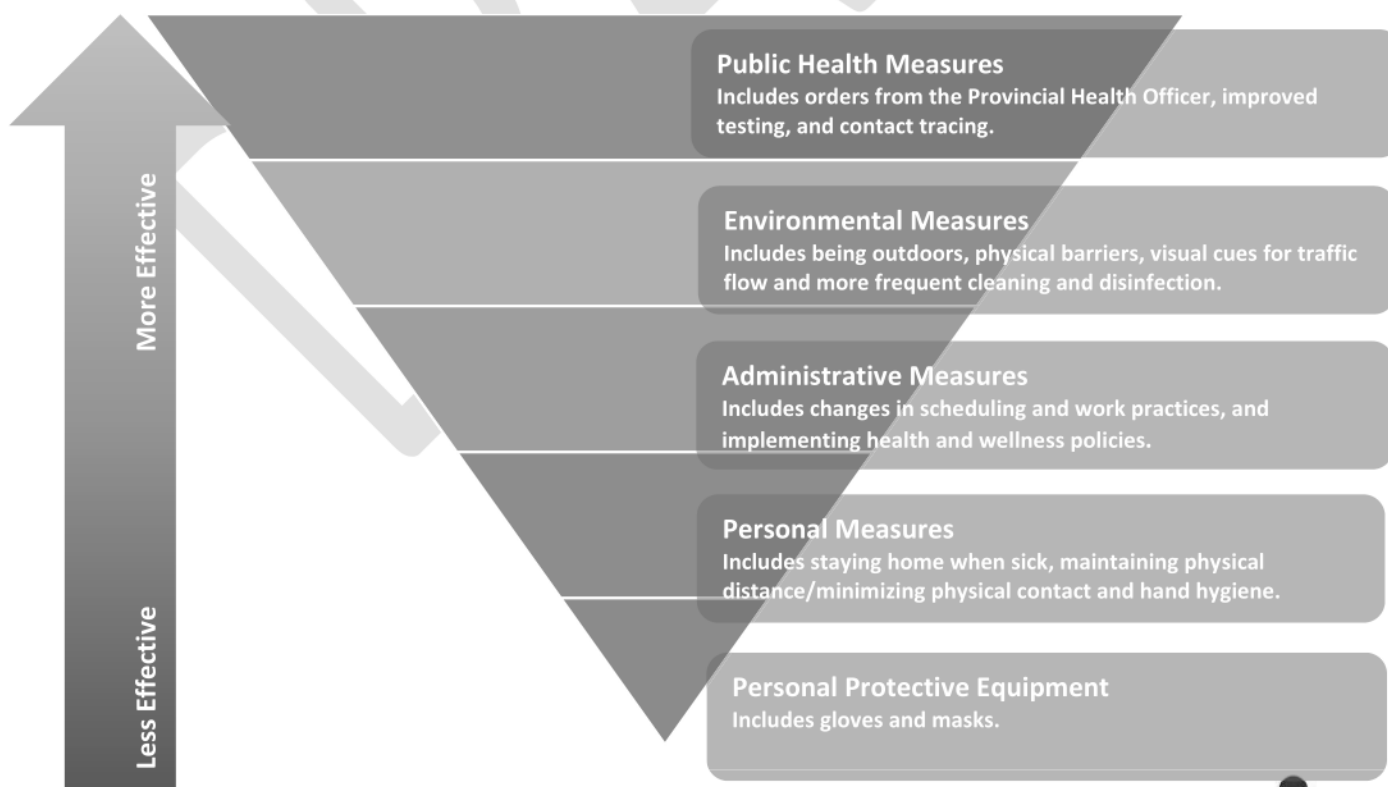 Public Health Measures
Includes orders from the Provincial Health Officer, improved
testing, and contact tracing.
More Effective
Environmental Measures
Includes being outdoors, physical barriers, visual cues for traffic
flow and more frequent cleaning and disinfection.
Administrative Measures
Includes changes in scheduling and work practices, and
implementing health and wellness policies.
Personal Measures
Includes staying home when sick, maintaining physical
distance/minimizing physical contact and hand hygiene.
Less Effective
Personal Protective Equipment
Includes gloves and masks.